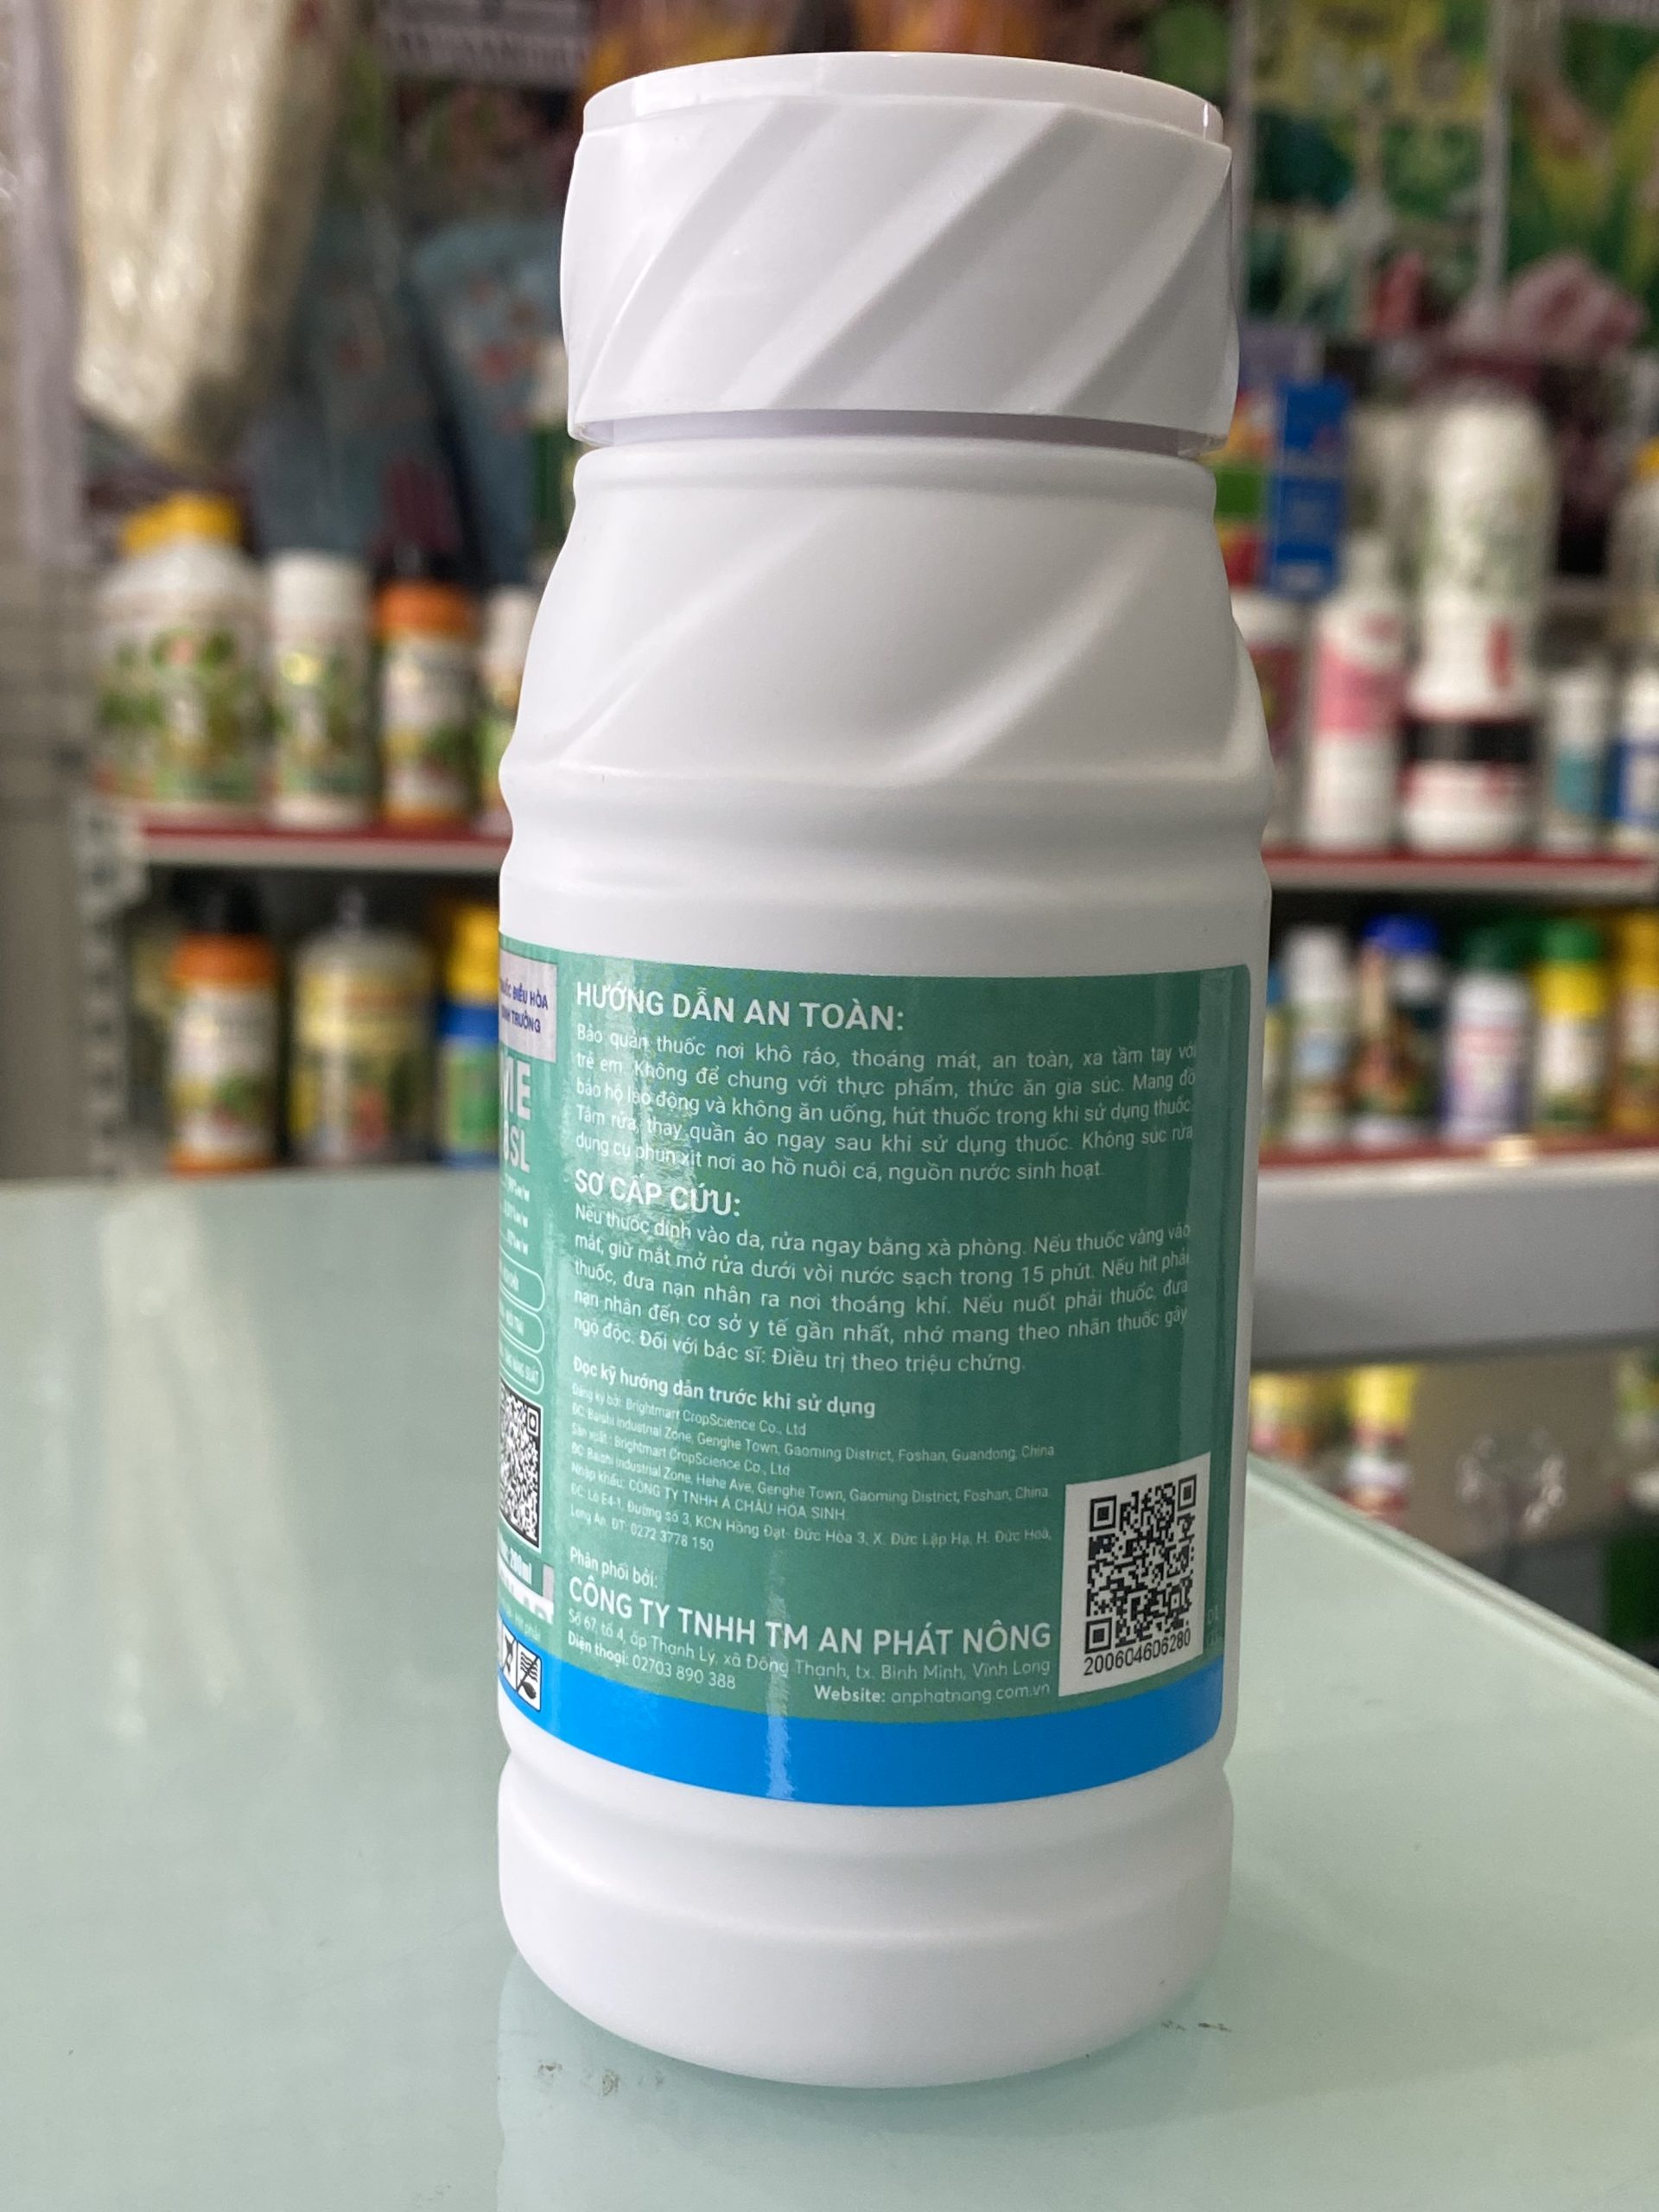 ĐIỀU HÒA
TRƯỞNG
ME
SL
200ml
HƯỚNG DẪN AN TOÀN:
Bảo quản thuốc nơi khô ráo, thoáng mát, an toàn, xa tầm tay với
trẻ em. Không để chung với thực phẩm, thức ăn gia súc. Mang đồ
bảo hộ lao động và không ăn uống, hút thuốc trong khi sử dụng thuốc.
Tắm rửa, thay quần áo ngay sau khi sử dụng thuốc. Không súc rửa
dụng cụ phun xịt nơi ao hồ nuôi cá, nguồn nước sinh hoạt.
SƠ CẤP CỨU:
Nếu thuốc dính vào da, rửa ngay bằng xà phòng. Nếu thuốc văng vào
mắt, giữ mắt mở rửa dưới vòi nước sạch trong 15 phút. Nếu hít phải
thuốc, đưa nạn nhân ra nơi thoáng khí. Nếu nuốt phải thuốc, đưa
nạn nhân đến cơ sở y tế gần nhất, nhớ mang theo nhãn thuốc gây
ngộ độc. Đối với bác sĩ: Điều trị theo triệu chứng.
Đọc kỹ hướng dẫn trước khi sử dụng
Đăng ký bởi: Brightmart CropScience Co., Ltd
ĐC: Baishi Industrial Zone, Genghe Town, Gaoming District, Foshan, Guandong, China
Sản xuất : Brightmart CropScience Co., Ltd
ĐC: Baishi Industrial Zone, Hehe Ave, Genghe Town, Gaoming District, Foshan, China.
Nhập khẩu: CÔNG TY TNHH Á CHÂU HÓA SINH
ĐC: Lô E4-1, Đường số 3, KCN Hồng Đạt- Đức Hòa 3, X. Đức Lập Hạ, H. Đức Hoà,
Long An. ĐT: 0272 3778 150
Phân phối bởi:
CÔNG TY TNHH TM AN PHÁT NÔNG
Số 67, tổ 4, ấp Thạnh Lý, xã Đông Thạnh, tx. Bình Minh, Vĩnh Long
Điện thoại: 02703 890 388 Website: anphatnong.com.vn
200604606280